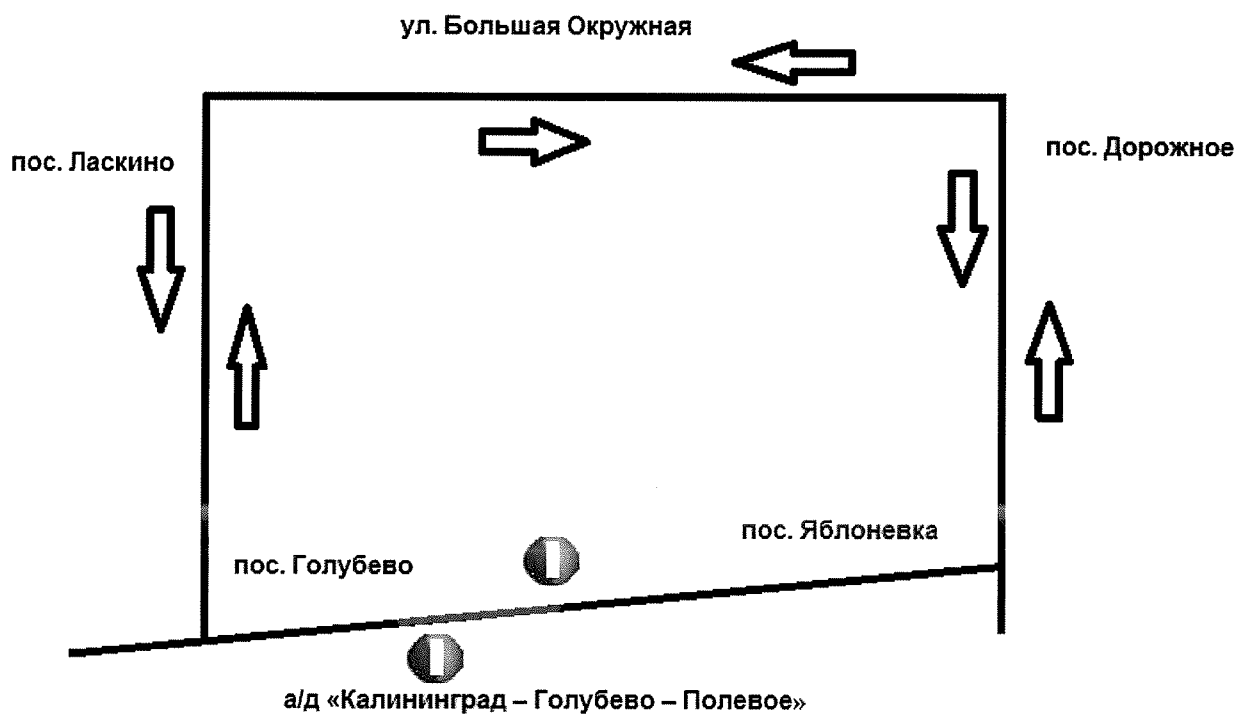 ул. Большая Окружная
пос. Ласкино
пос. Дорожное
пос. Яблоневка
пос. Голубево
а/д «Калининград – Голубево – Полевое»